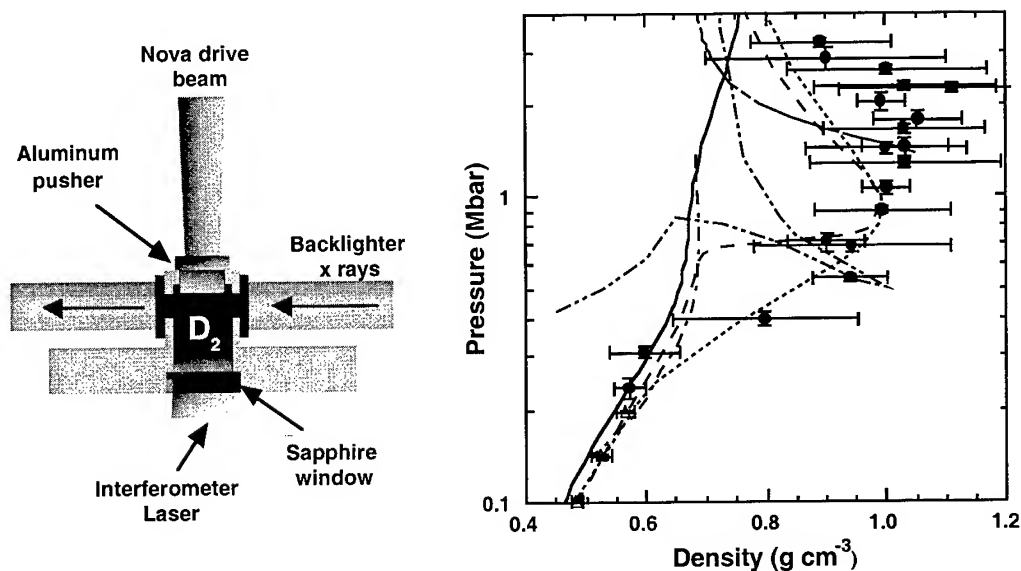 Nova drive
beam
Aluminum
pusher
Backlighter
x rays
D₂
Sapphire
window
Interferometer
Laser
Pressure (Mbar)
1
0.1
0.4
0.6
0.8
1.0
1.2
Density (g cm⁻³)